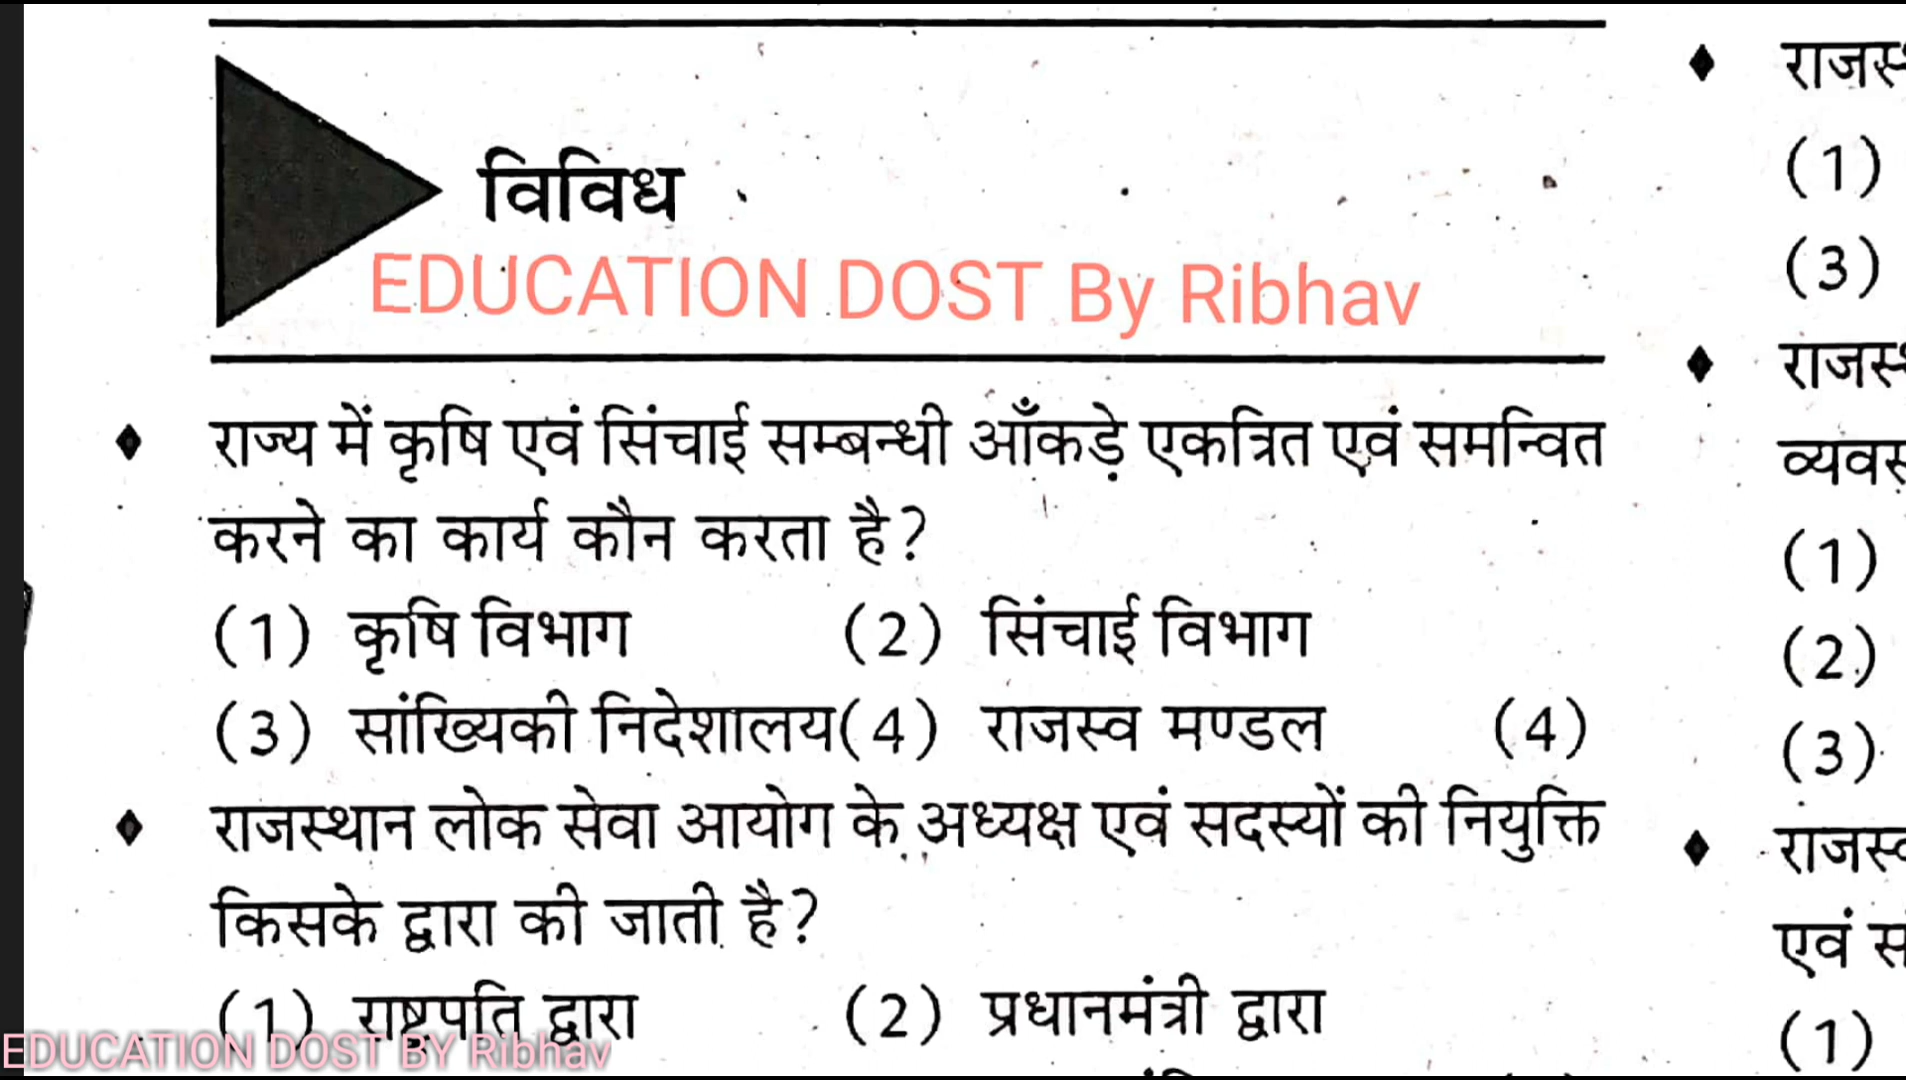 विविध
EDUCATION DOST By Ribhav
राज्य में कृषि एवं सिंचाई सम्बन्धी आँकड़े एकत्रित एवं समन्वित
करने का कार्य कौन करता है?
(1) कृषि विभाग (2) सिंचाई विभाग
(3) सांख्यिकी निदेशालय(4) राजस्व मण्डल (4)
राजस्थान लोक सेवा आयोग के अध्यक्ष एवं सदस्यों की नियुक्ति
किसके द्वारा की जाती है?
(1) राष्ट्रपति द्वारा (2) प्रधानमंत्री द्वारा
EDUCATION DOST BY Ribhav
(1)
(3)
(1)
(2)
(3)
एवं
(1)